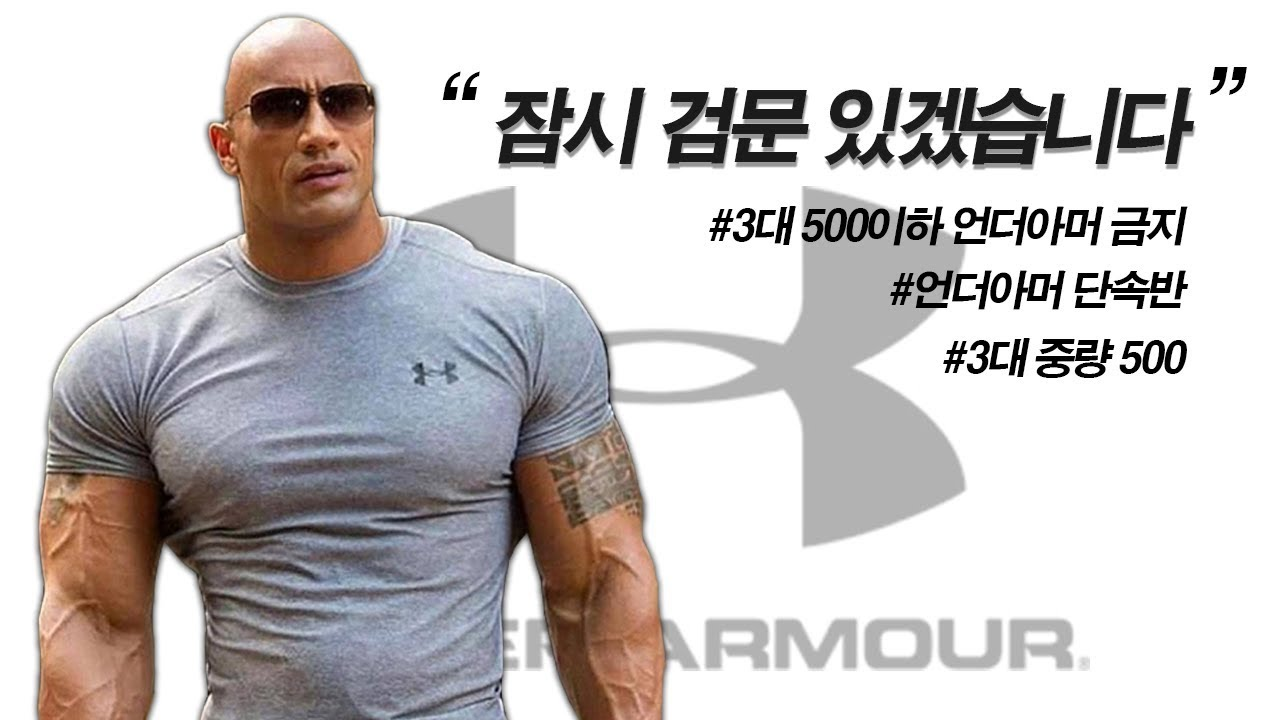 “ 잠시 검문 있겠습니다 ”
#3대 500이하 언더아머 금지
#언더아머 단속반
#3대 중량 500
ARMOUR